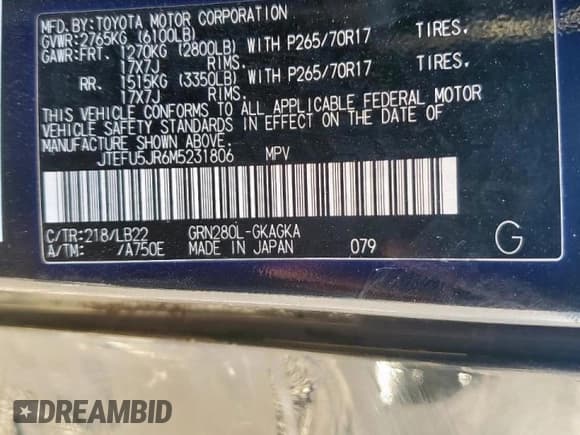 MFD.BY:TOYOTA MOTOR CORPORATION
GVWR:2765KG (6100LB)
GAWR:FRT. 1270KG (2800LB) WITH P265/70R17 TIRES,
17X7J RIMS,
RR. 1515KG (3350LB) WITH P265/70R17 TIRES,
17X7J RIMS.
THIS VEHICLE CONFORMS TO ALL APPLICABLE FEDERAL MOTOR
VEHICLE SAFETY STANDARDS IN EFFECT ON THE DATE OF
MANUFACTURE SHOWN ABOVE.
JTEFU5JR6M5231806 MPV
C/TR:218/LB22 GRN280L-GKAGKA
A/TM: /A750E MADE IN JAPAN 079 G
DREAMBID